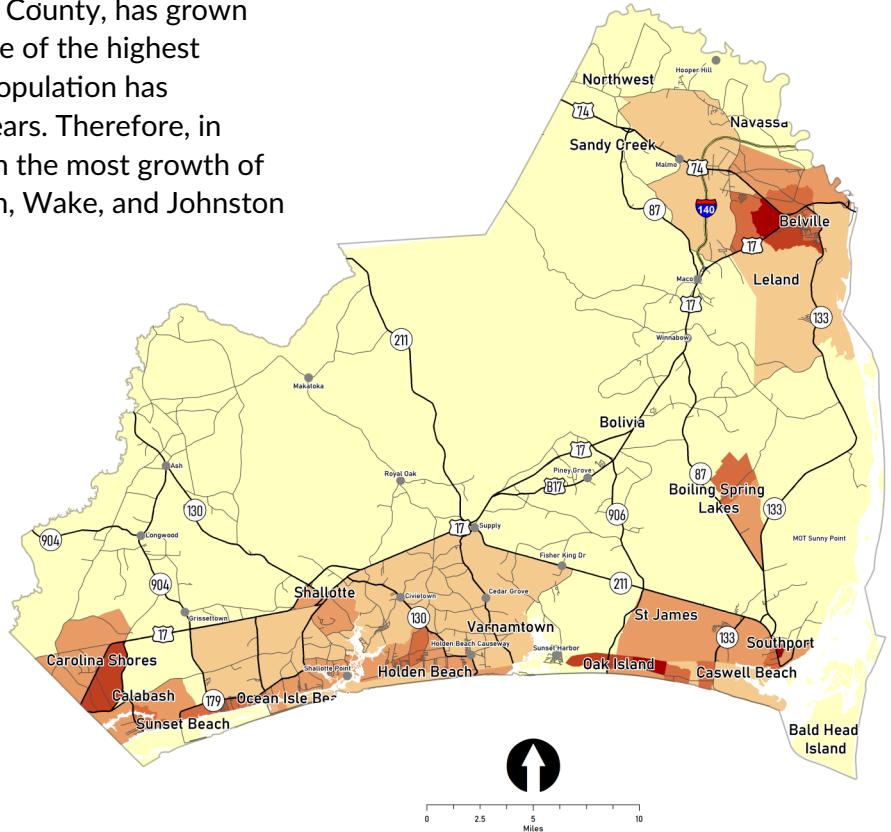 County, has grown
e of the highest
opulation has
ears. Therefore, in
the most growth of
n, Wake, and Johnston
Hooper Hill
Northwest
74
Navassa
Sandy Creek
Malmo
74
87
140
Belville
17
Leland
Maco
17
133
211
Winnabow
Makatoka
Bolivia
17
Piney Grove
B17
Ash
Royal Oak
87
Boiling Spring
Lakes
130
906
133
17
Supply
904
Longwood
MOT Sunny Point
Fisher King Dr
904
211
Shallotte
Civietown
Cedar Grove
Grissettown
130
St James
17
Varnamtown
133
Holden Beach Causeway
Sunset Harbor
Southport
Carolina Shores
Shallotte Point
Oak Island
Holden Beach
Caswell Beach
Calabash
179
Ocean Isle Bea
Sunset Beach
Bald Head
Island
0 2.5 5 10
Miles